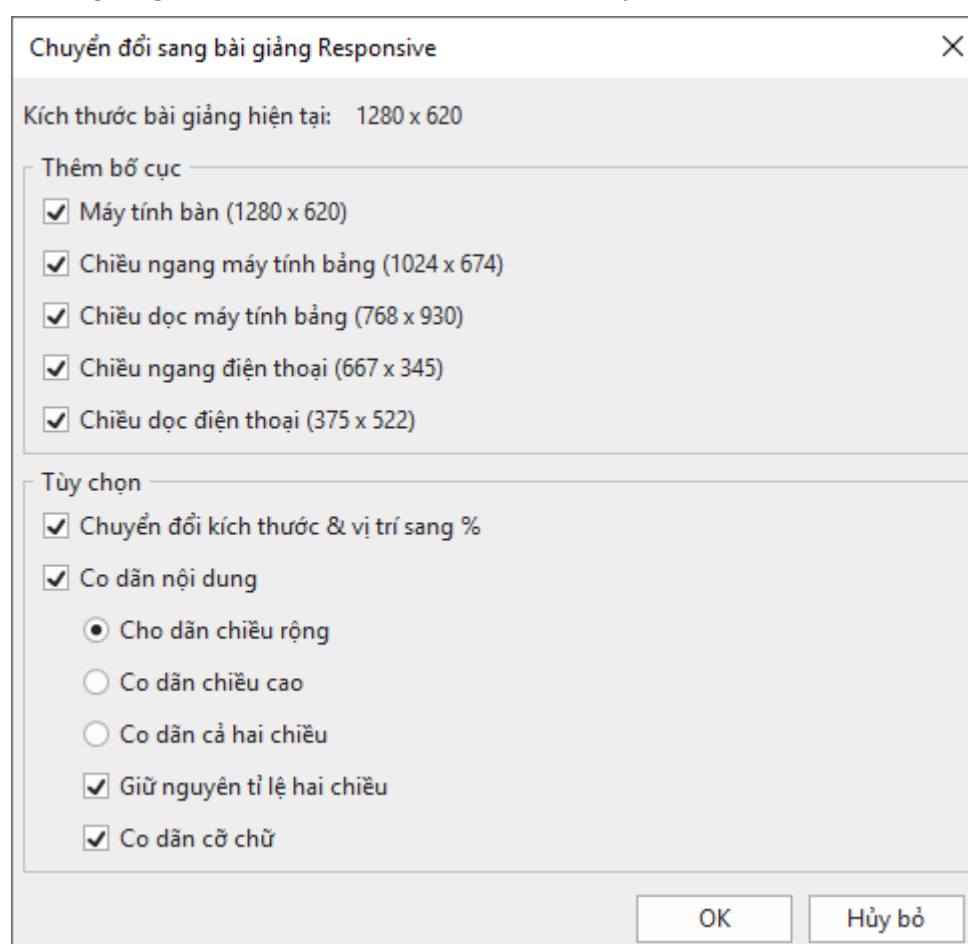 Chuyển đổi sang bài giảng Responsive
Kích thước bài giảng hiện tại: 1280 x 620
Thêm bố cục
Máy tính bàn (1280 x 620)
Chiều ngang máy tính bảng (1024 x 674)
Chiều dọc máy tính bảng (768 x 930)
Chiều ngang điện thoại (667 x 345)
Chiều dọc điện thoại (375 x 522)
Tùy chọn
Chuyển đổi kích thước & vị trí sang %
Co dãn nội dung
Cho dãn chiều rộng
Co dãn chiều cao
Co dãn cả hai chiều
Giữ nguyên tỉ lệ hai chiều
Co dãn cỡ chữ
OK Hủy bỏ